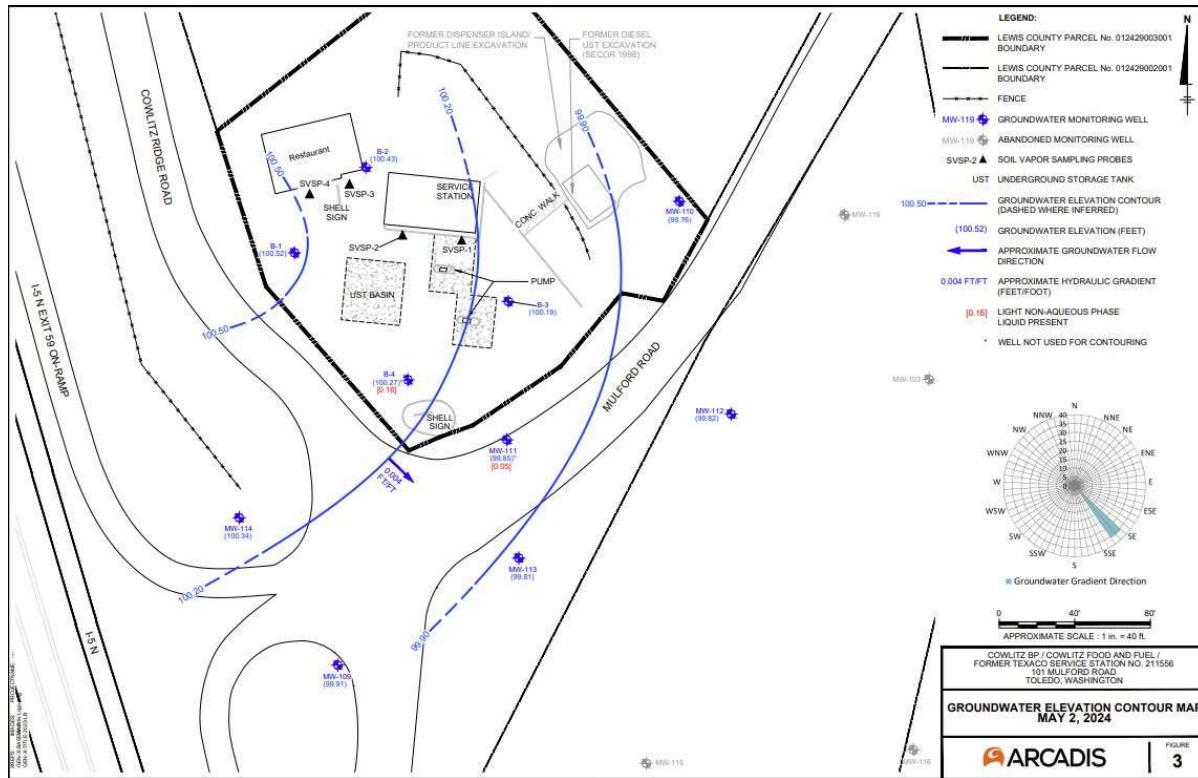 FORMER DISPENSER ISLAND/
PRODUCT LINE EXCAVATION
FORMER DIESEL
UST EXCAVATION
(SECOR 1998)
COWLITZ RIDGE ROAD
100.20
99.90
Restaurant
B-2
(100.43)
100.50
SVSP-4
SVSP-3
SHELL
SIGN
SERVICE
STATION
CONC. WALK
MW-110
(99.76)
MW-119
B-1
(100.52)
SVSP-2
SVSP-1
PUMP
UST BASIN
B-3
(100.19)
100.50
I-5 N EXIT 59 ON-RAMP
MULFORD ROAD
B-4
(100.27)*
[0.16]
MW-103
SHELL
SIGN
MW-112
(99.82)
MW-111
(99.85)*
[0.05]
0.004
FT/FT
MW-114
(100.34)
MW-113
(99.81)
100.20
99.90
I-5 N
MW-109
(99.91)
MW-115
MW-116
LEGEND:
N
LEWIS COUNTY PARCEL No. 012429003001
BOUNDARY
LEWIS COUNTY PARCEL No. 012429002001
BOUNDARY
FENCE
MW-119 GROUNDWATER MONITORING WELL
MW-119 ABANDONED MONITORING WELL
SVSP-2 SOIL VAPOR SAMPLING PROBES
UST UNDERGROUND STORAGE TANK
100.50 GROUNDWATER ELEVATION CONTOUR
(DASHED WHERE INFERRED)
(100.52) GROUNDWATER ELEVATION (FEET)
APPROXIMATE GROUNDWATER FLOW
DIRECTION
0.004 FT/FT APPROXIMATE HYDRAULIC GRADIENT
(FEET/FOOT)
[0.16] LIGHT NON-AQUEOUS PHASE
LIQUID PRESENT
* WELL NOT USED FOR CONTOURING
N
NNW 40 NNE
35
NW 30 NE
25
20
WNW 15 ENE
10
5
W 0 E
WSW ESE
SW SE
SSW SSE
S
Groundwater Gradient Direction
0 40' 80'
APPROXIMATE SCALE : 1 in. = 40 ft.
COWLITZ BP / COWLITZ FOOD AND FUEL /
FORMER TEXACO SERVICE STATION NO. 211556
101 MULFORD ROAD
TOLEDO, WASHINGTON
GROUNDWATER ELEVATION CONTOUR MAP
MAY 2, 2024
ARCADIS
FIGURE
3